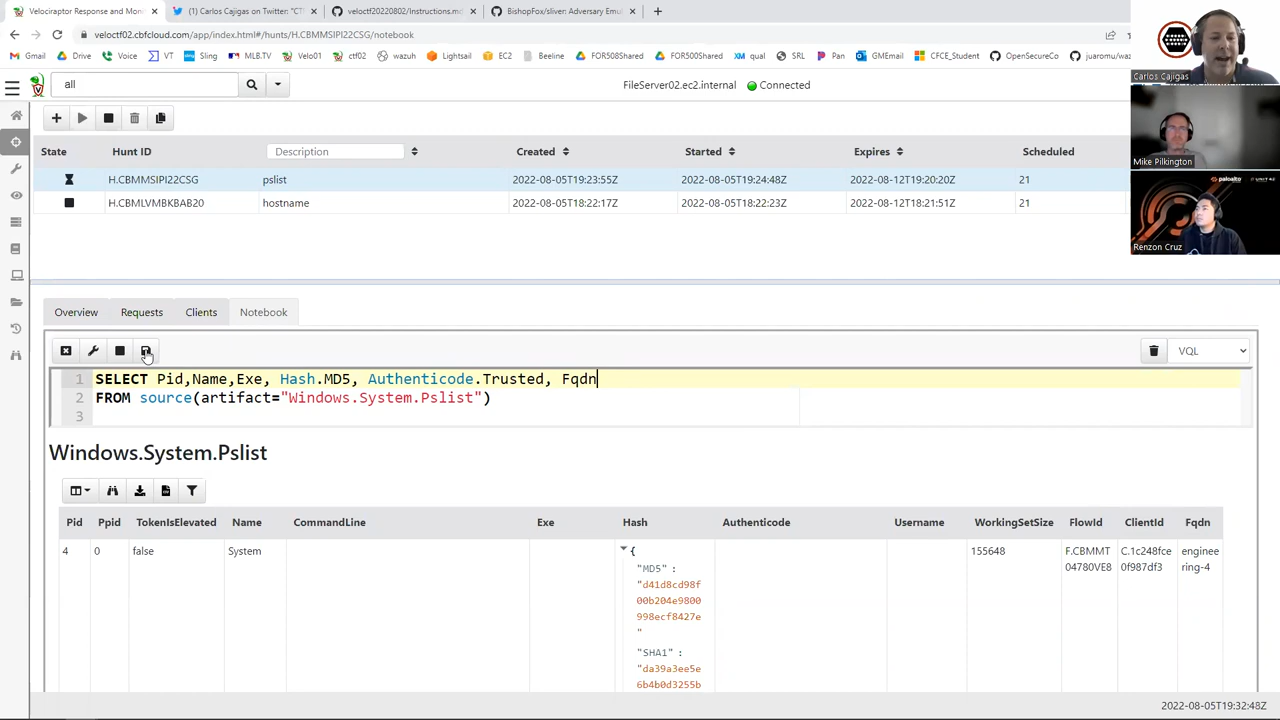 Velociraptor Response and Moni
(1) Carlos Cajigas on Twitter: "CT
veloctf20220802/Instructions.m
BishopFox/sliver: Adversary Emul
veloctf02.cbfcloud.com/app/index.html#/hunts/H.CBMMSIPI22CSG/notebook
Gmail
Drive
VT
Sling
MLB.TV
Velo01
ctf02
wazuh
Lightsail
EC2
Beeline
FOR508Shared
FOR500Shared
xml
qual
SRL
Pan
GMEmail
CFCE_Student
OpenSecureCo
juaromu/waz
all
FileServer02.ec2.internal
Connected
Carlos Cajigas
Mike Pilkington
paloalto
UNIT 42
Renzon Cruz
State
Hunt ID
Description
Created
Started
Expires
Scheduled
H.CBMMSIPI22CSG
pslist
2022-08-05T19:23:55Z
2022-08-05T19:24:48Z
2022-08-12T19:20:20Z
21
H.CBMLVMBKBAB20
hostname
2022-08-05T18:22:17Z
2022-08-05T18:22:23Z
2022-08-12T18:21:51Z
21
Overview
Requests
Clients
Notebook
VQL
1 SELECT Pid,Name,Exe, Hash.MD5, Authenticode.Trusted, Fqdn
2 FROM source(artifact="Windows.System.Pslist")
3
Windows.System.Pslist
Pid
Ppid
TokenIsElevated
Name
CommandLine
Exe
Hash
Authenticode
Username
WorkingSetSize
FlowId
ClientId
Fqdn
4
0
false
System
{
"MD5" :
"d41d8cd98f
00b204e9800
998ecf8427e
"
"SHA1" :
"da39a3ee5e
6b4b0d3255b
155648
F.CBMMT
04780VE8
C.1c248fce
0f987df3
enginee
ring-4
2022-08-05T19:32:48Z